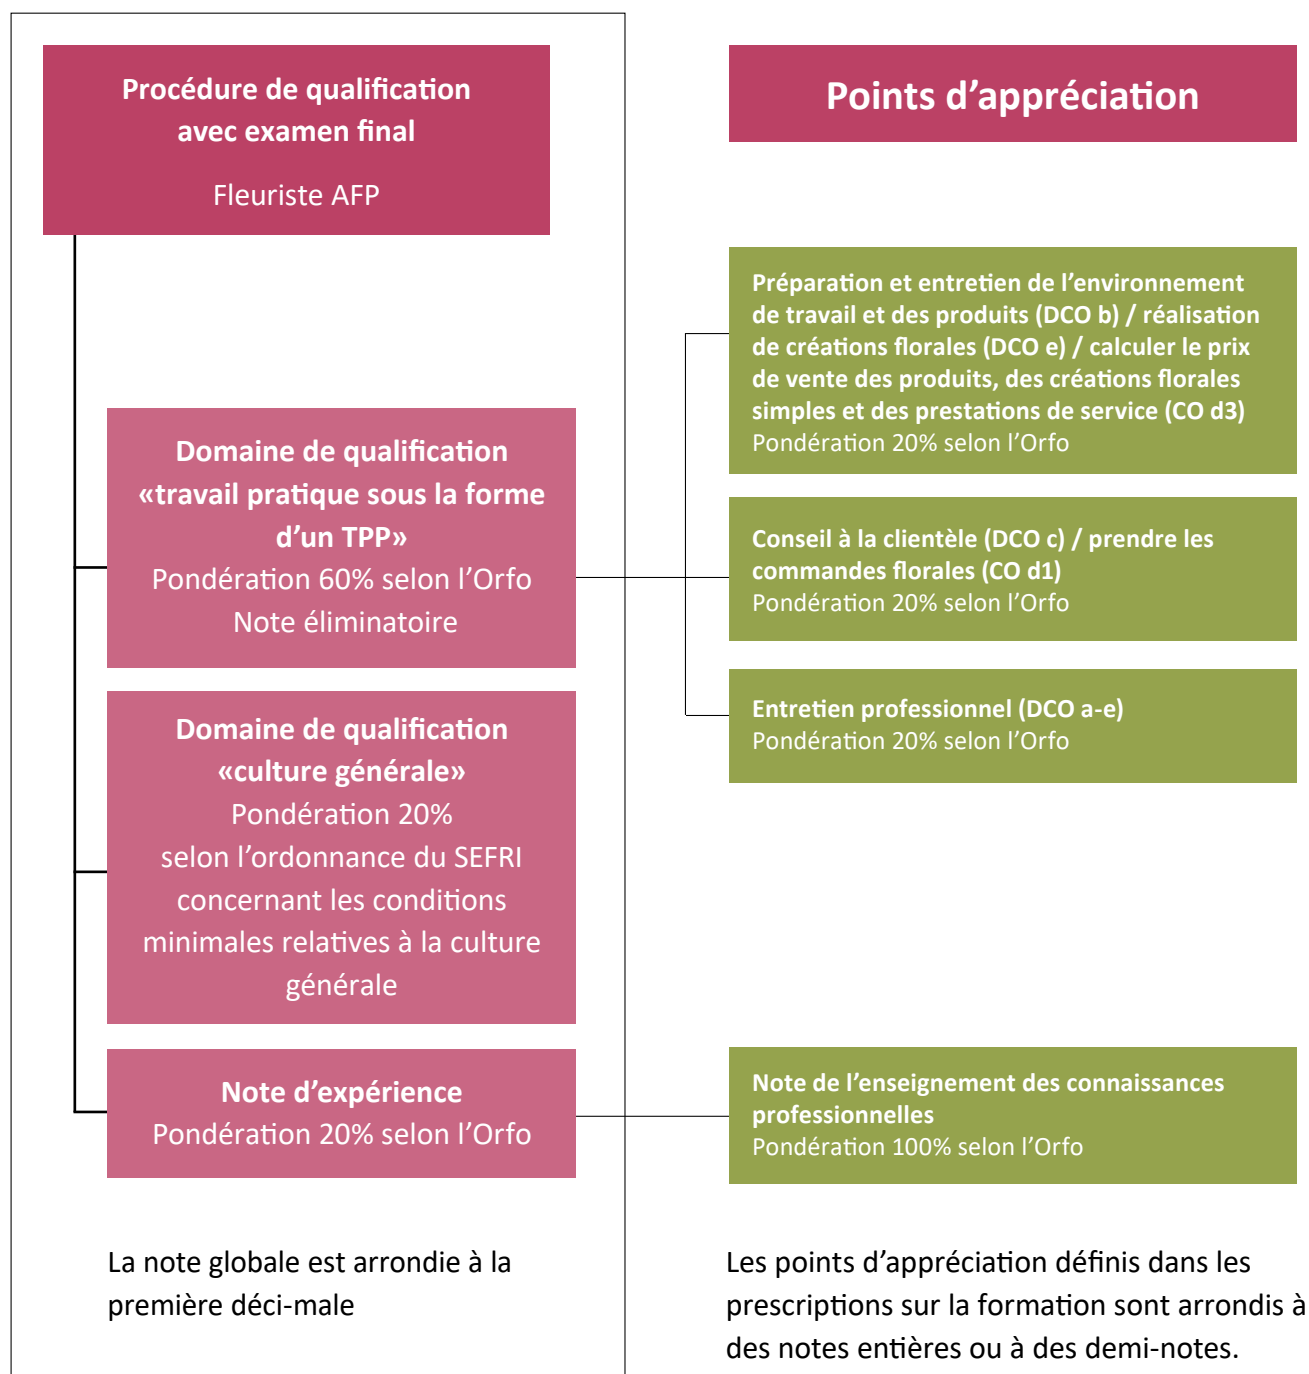 Procédure de qualification
avec examen final
Fleuriste AFP
Domaine de qualification
«travail pratique sous la forme
d’un TPP»
Pondération 60% selon l’Orfo
Note éliminatoire
Domaine de qualification
«culture générale»
Pondération 20%
selon l’ordonnance du SEFRI
concernant les conditions
minimales relatives à la culture
générale
Note d’expérience
Pondération 20% selon l’Orfo
La note globale est arrondie à la
première déci-male
Points d’appréciation
Préparation et entretien de l’environnement
de travail et des produits (DCO b) / réalisation
de créations florales (DCO e) / calculer le prix
de vente des produits, des créations florales
simples et des prestations de service (CO d3)
Pondération 20% selon l’Orfo
Conseil à la clientèle (DCO c) / prendre les
commandes florales (CO d1)
Pondération 20% selon l’Orfo
Entretien professionnel (DCO a-e)
Pondération 20% selon l’Orfo
Note de l’enseignement des connaissances
professionnelles
Pondération 100% selon l’Orfo
Les points d’appréciation définis dans les
prescriptions sur la formation sont arrondis à
des notes entières ou à des demi-notes.